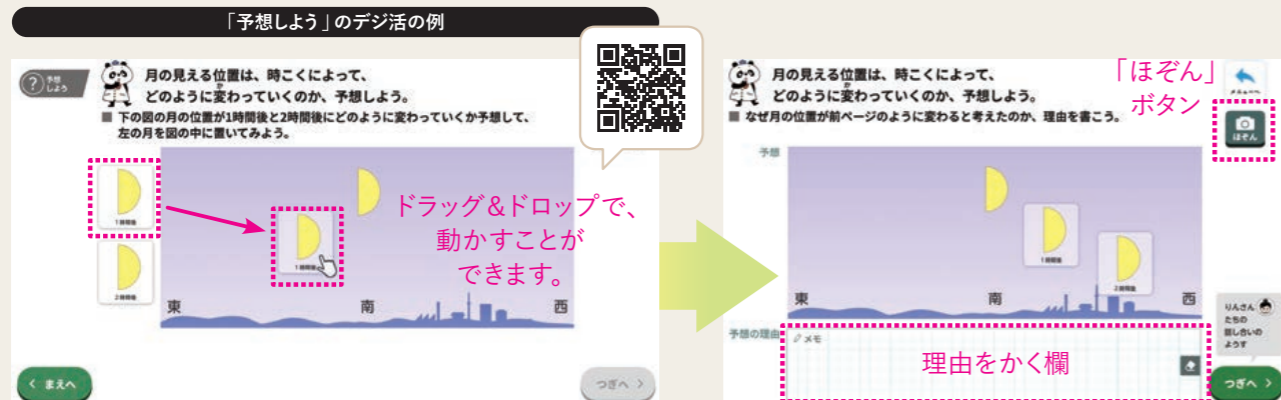 「予想しよう」のデジ活の例
? 予想
しよう
月の見える位置は、時こくによって、
どのように変わっていくのか、予想しよう。
か
■ 下の図の月の位置が1時間後と2時間後にどのように変わっていくか予想して、
左の月を図の中に置いてみよう。
1時間後
2時間後
1時間後
ドラッグ&ドロップで、
動かすことが
できます。
東
南
西
< まえへ
つぎへ >
月の見える位置は、時こくによって、
どのように変わっていくのか、予想しよう。
か
■ なぜ月の位置が前ページのように変わると考えたのか、理由を書こう。
「ほぞん」
ボタン
ほぞん
予想
1時間後
2時間後
東
南
西
予想の理由
メモ
理由をかく欄
りんさん
たちの
話し合いの
ようす
つぎへ >